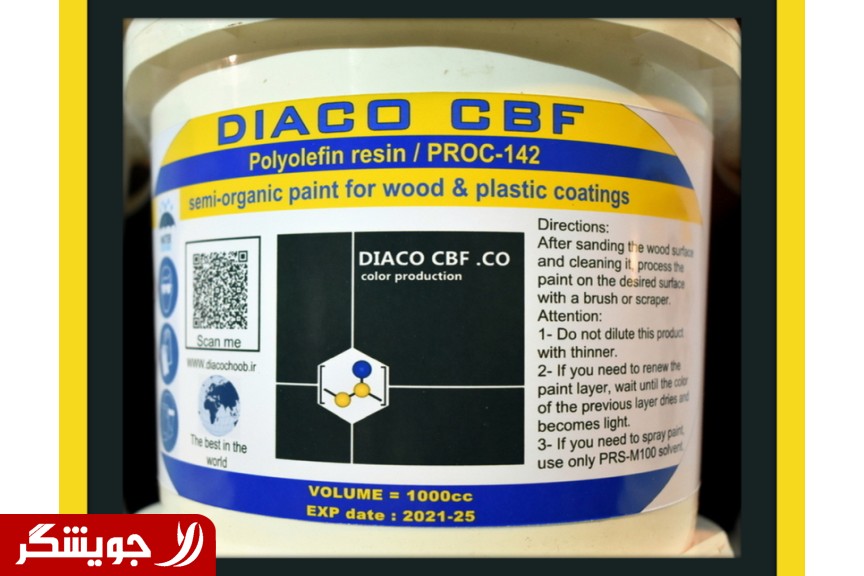 DIACO CBF
Polyolefin resin / PROC-142
semi-organic paint for wood & plastic coatings
Scan me
WWW.diacochoob.ir
The best in the
world
DIACO CBF .CO
color production
Directions:
After sanding the wood surface
and cleaning it, process the
paint on the desired surface
with a brush or scraper.
Attention:
1- Do not dilute this product
with thinner.
2- If you need to renew the
paint layer, wait until the color
of the previous layer dries and
becomes light.
3- If you need to spray paint,
use only PRS-M100 solvent.
VOLUME = 1000cc
EXP date : 2021-25
جویشگر